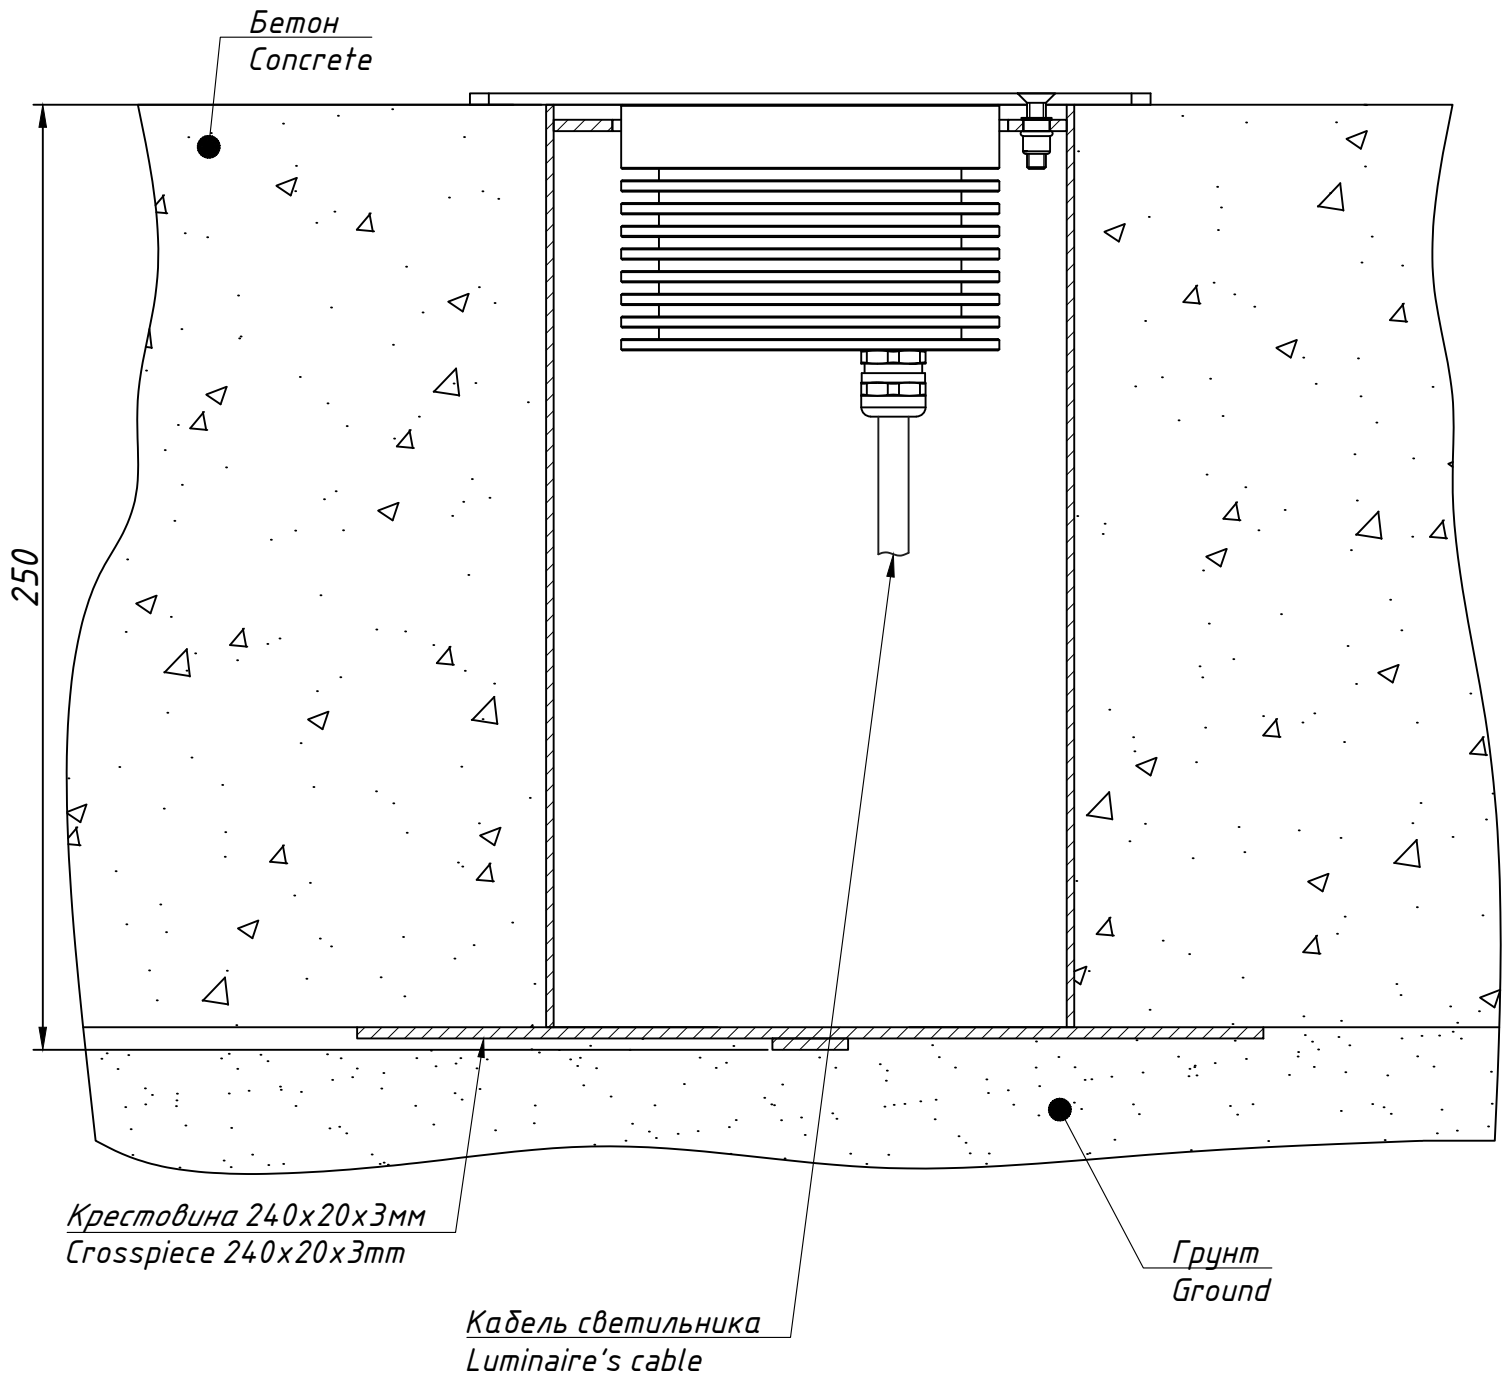 Бетон
Concrete
250
Крестовина 240x20x3мм
Crosspiece 240x20x3mm
Грунт
Ground
Кабель светильника
Luminaire's cable